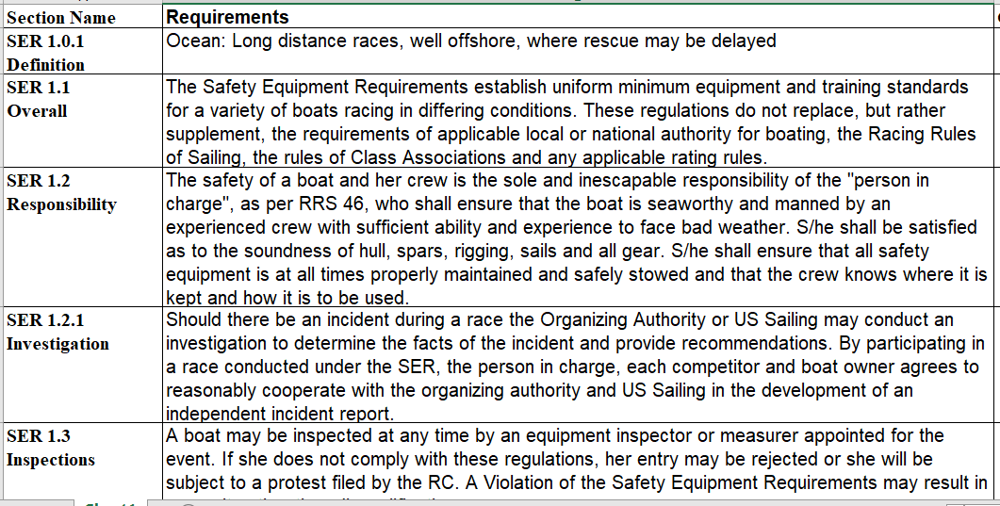 Section Name Requirements
SER 1.0.1 Ocean: Long distance races, well offshore, where rescue may be delayed
Definition
SER 1.1 The Safety Equipment Requirements establish uniform minimum equipment and training standards
Overall for a variety of boats racing in differing conditions. These regulations do not replace, but rather
supplement, the requirements of applicable local or national authority for boating, the Racing Rules
of Sailing, the rules of Class Associations and any applicable rating rules.
SER 1.2 The safety of a boat and her crew is the sole and inescapable responsibility of the "person in
Responsibility charge", as per RRS 46, who shall ensure that the boat is seaworthy and manned by an
experienced crew with sufficient ability and experience to face bad weather. S/he shall be satisfied
as to the soundness of hull, spars, rigging, sails and all gear. S/he shall ensure that all safety
equipment is at all times properly maintained and safely stowed and that the crew knows where it is
kept and how it is to be used.
SER 1.2.1 Should there be an incident during a race the Organizing Authority or US Sailing may conduct an
Investigation investigation to determine the facts of the incident and provide recommendations. By participating in
a race conducted under the SER, the person in charge, each competitor and boat owner agrees to
reasonably cooperate with the organizing authority and US Sailing in the development of an
independent incident report.
SER 1.3 A boat may be inspected at any time by an equipment inspector or measurer appointed for the
Inspections event. If she does not comply with these regulations, her entry may be rejected or she will be
subject to a protest filed by the RC. A Violation of the Safety Equipment Requirements may result in